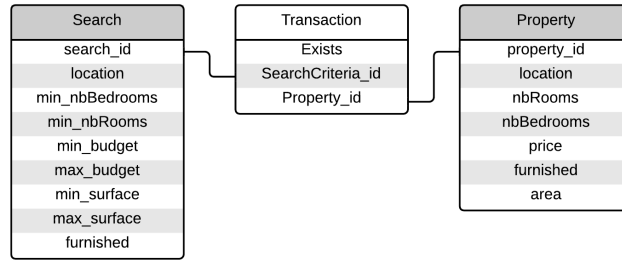 Search
search_id
location
min_nbBedrooms
min_nbRooms
min_budget
max_budget
min_surface
max_surface
furnished
Transaction
Exists
SearchCriteria_id
Property_id
Property
property_id
location
nbRooms
nbBedrooms
price
furnished
area